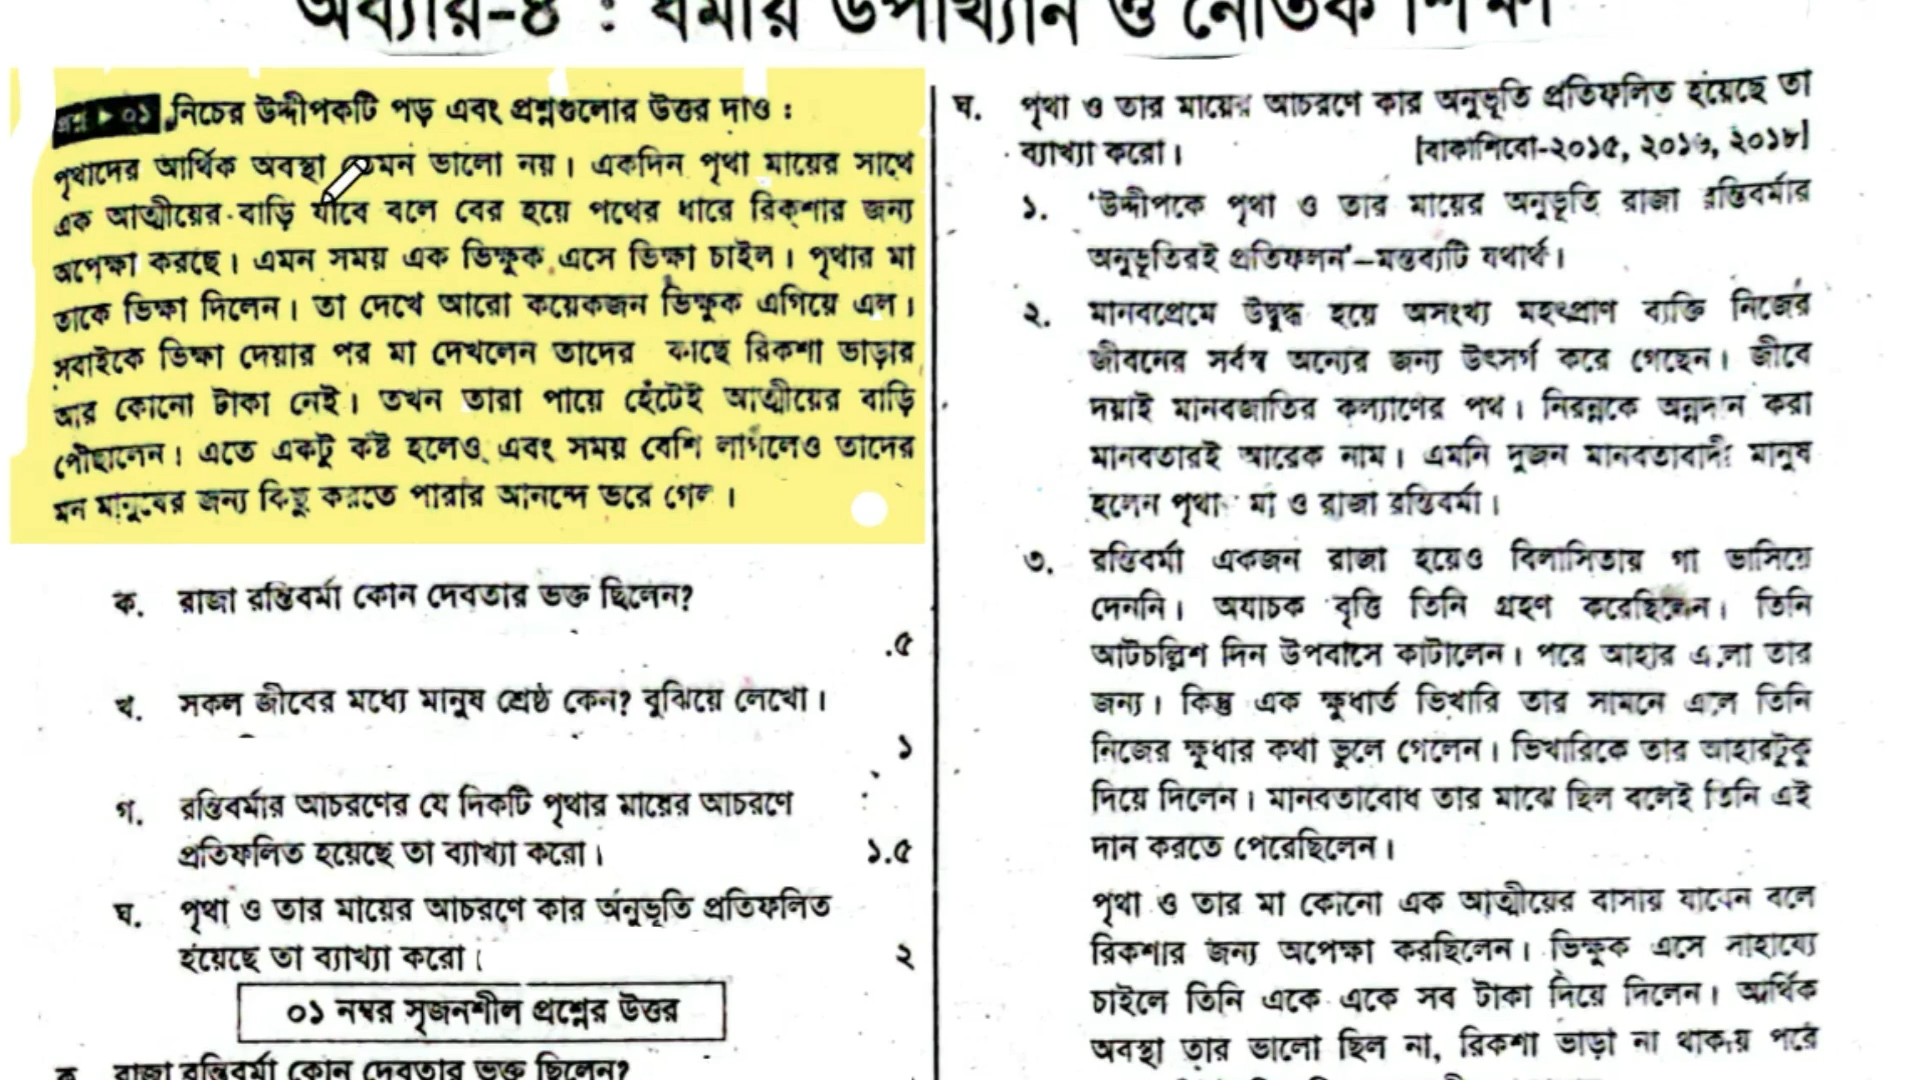 অধ্যায়-৪ : ধর্মীয় উপাখ্যান ও নৈতিক শিক্ষা
প্রশ্ন ▶ ০১ নিচের উদ্দীপকটি পড় এবং প্রশ্নগুলোর উত্তর দাও :
পৃথাদের আর্থিক অবস্থা তেমন ভালো নয়। একদিন পৃথা মায়ের সাথে
এক আত্মীয়ের বাড়ি যাবে বলে বের হয়ে পথের ধারে রিক্শার জন্য
অপেক্ষা করছে। এমন সময় এক ভিক্ষুক এসে ভিক্ষা চাইল। পৃথার মা
তাকে ভিক্ষা দিলেন। তা দেখে আরো কয়েকজন ভিক্ষুক এগিয়ে এল।
সবাইকে ভিক্ষা দেয়ার পর মা দেখলেন তাদের কাছে রিকশা ভাড়ার
আর কোনো টাকা নেই। তখন তারা পায়ে হেঁটেই আত্মীয়ের বাড়ি
পৌছালেন। এতে একটু কষ্ট হলেও এবং সময় বেশি লাগলেও তাদের
মন মানুষের জন্য কিছু করতে পারার আনন্দে ভরে গেল।
ক. রাজা রন্তিবর্মা কোন দেবতার ভক্ত ছিলেন?
.৫
খ. সকল জীবের মধ্যে মানুষ শ্রেষ্ঠ কেন? বুঝিয়ে লেখো।
১
গ. রন্তিবর্মার আচরণের যে দিকটি পৃথার মায়ের আচরণে
প্রতিফলিত হয়েছে তা ব্যাখ্যা করো। ১.৫
ঘ. পৃথা ও তার মায়ের আচরণে কার অনুভূতি প্রতিফলিত
হয়েছে তা ব্যাখ্যা করো। ২
০১ নম্বর সৃজনশীল প্রশ্নের উত্তর
ক. রাজা রন্তিবর্মা কোন দেবতার ভক্ত ছিলেন?
ঘ. পৃথা ও তার মায়ের আচরণে কার অনুভূতি প্রতিফলিত হয়েছে তা
ব্যাখ্যা করো। [বাকাশিবো-২০১৫, ২০১৬, ২০১৮]
১. 'উদ্দীপকে পৃথা ও তার মায়ের অনুভূতি রাজা রন্তিবর্মার
অনুভূতিরই প্রতিফলন'–মন্তব্যটি যথার্থ।
২. মানবপ্রেমে উদ্বুদ্ধ হয়ে অসংখ্য মহৎপ্রাণ ব্যক্তি নিজের
জীবনের সর্বস্ব অন্যের জন্য উৎসর্গ করে গেছেন। জীবে
দয়াই মানবজাতির কল্যাণের পথ। নিরন্নকে অন্নদান করা
মানবতারই আরেক নাম। এমনি দুজন মানবতাবাদী মানুষ
হলেন পৃথা মা ও রাজা রন্তিবর্মা।
৩. রন্তিবর্মা একজন রাজা হয়েও বিলাসিতায় গা ভাসিয়ে
দেননি। অযাচক বৃত্তি তিনি গ্রহণ করেছিলেন। তিনি
আটচল্লিশ দিন উপবাসে কাটালেন। পরে আহার এলো তার
জন্য। কিন্তু এক ক্ষুধার্ত ভিখারি তার সামনে এলে তিনি
নিজের ক্ষুধার কথা ভুলে গেলেন। ভিখারিকে তার আহারটুকু
দিয়ে দিলেন। মানবতাবোধ তার মাঝে ছিল বলেই তিনি এই
দান করতে পেরেছিলেন।
পৃথা ও তার মা কোনো এক আত্মীয়ের বাসায় যাবেন বলে
রিকশার জন্য অপেক্ষা করছিলেন। ভিক্ষুক এসে সাহায্যে
চাইলে তিনি একে একে সব টাকা দিয়ে দিলেন। আর্থিক
অবস্থা তার ভালো ছিল না, রিকশা ভাড়া না থাকায় পরে